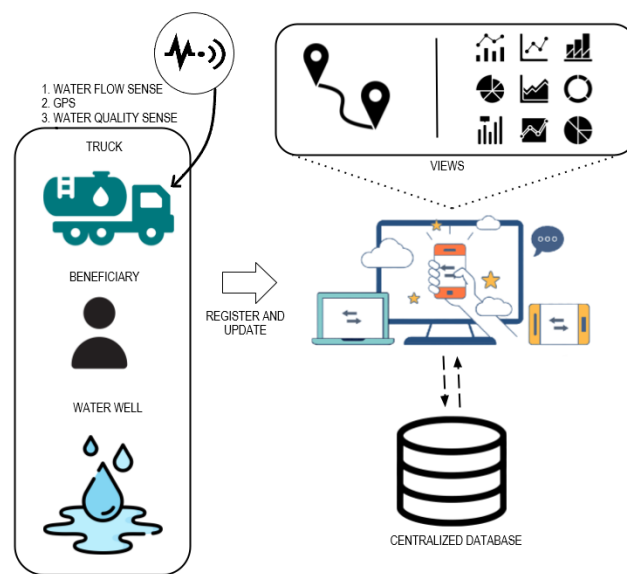 1. WATER FLOW SENSE
2. GPS
3. WATER QUALITY SENSE
TRUCK
BENEFICIARY
WATER WELL
REGISTER AND
UPDATE
VIEWS
CENTRALIZED DATABASE